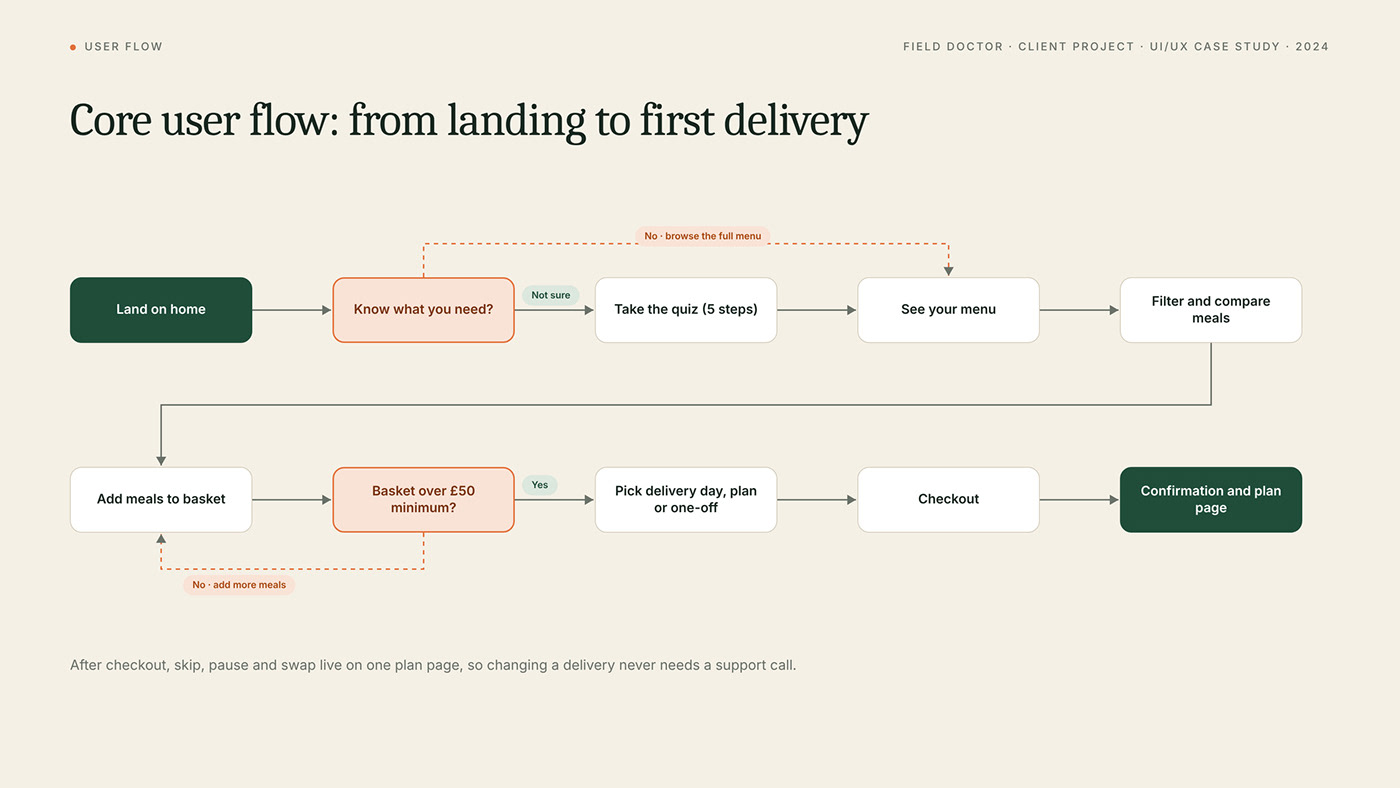 USER FLOW
FIELD DOCTOR · CLIENT PROJECT · UI/UX CASE STUDY · 2024
Core user flow: from landing to first delivery
No · browse the full menu
Land on home
Know what you need?
Not sure
Take the quiz (5 steps)
See your menu
Filter and compare
meals
Add meals to basket
Basket over £50
minimum?
Yes
Pick delivery day, plan
or one-off
Checkout
Confirmation and plan
page
No · add more meals
After checkout, skip, pause and swap live on one plan page, so changing a delivery never needs a support call.